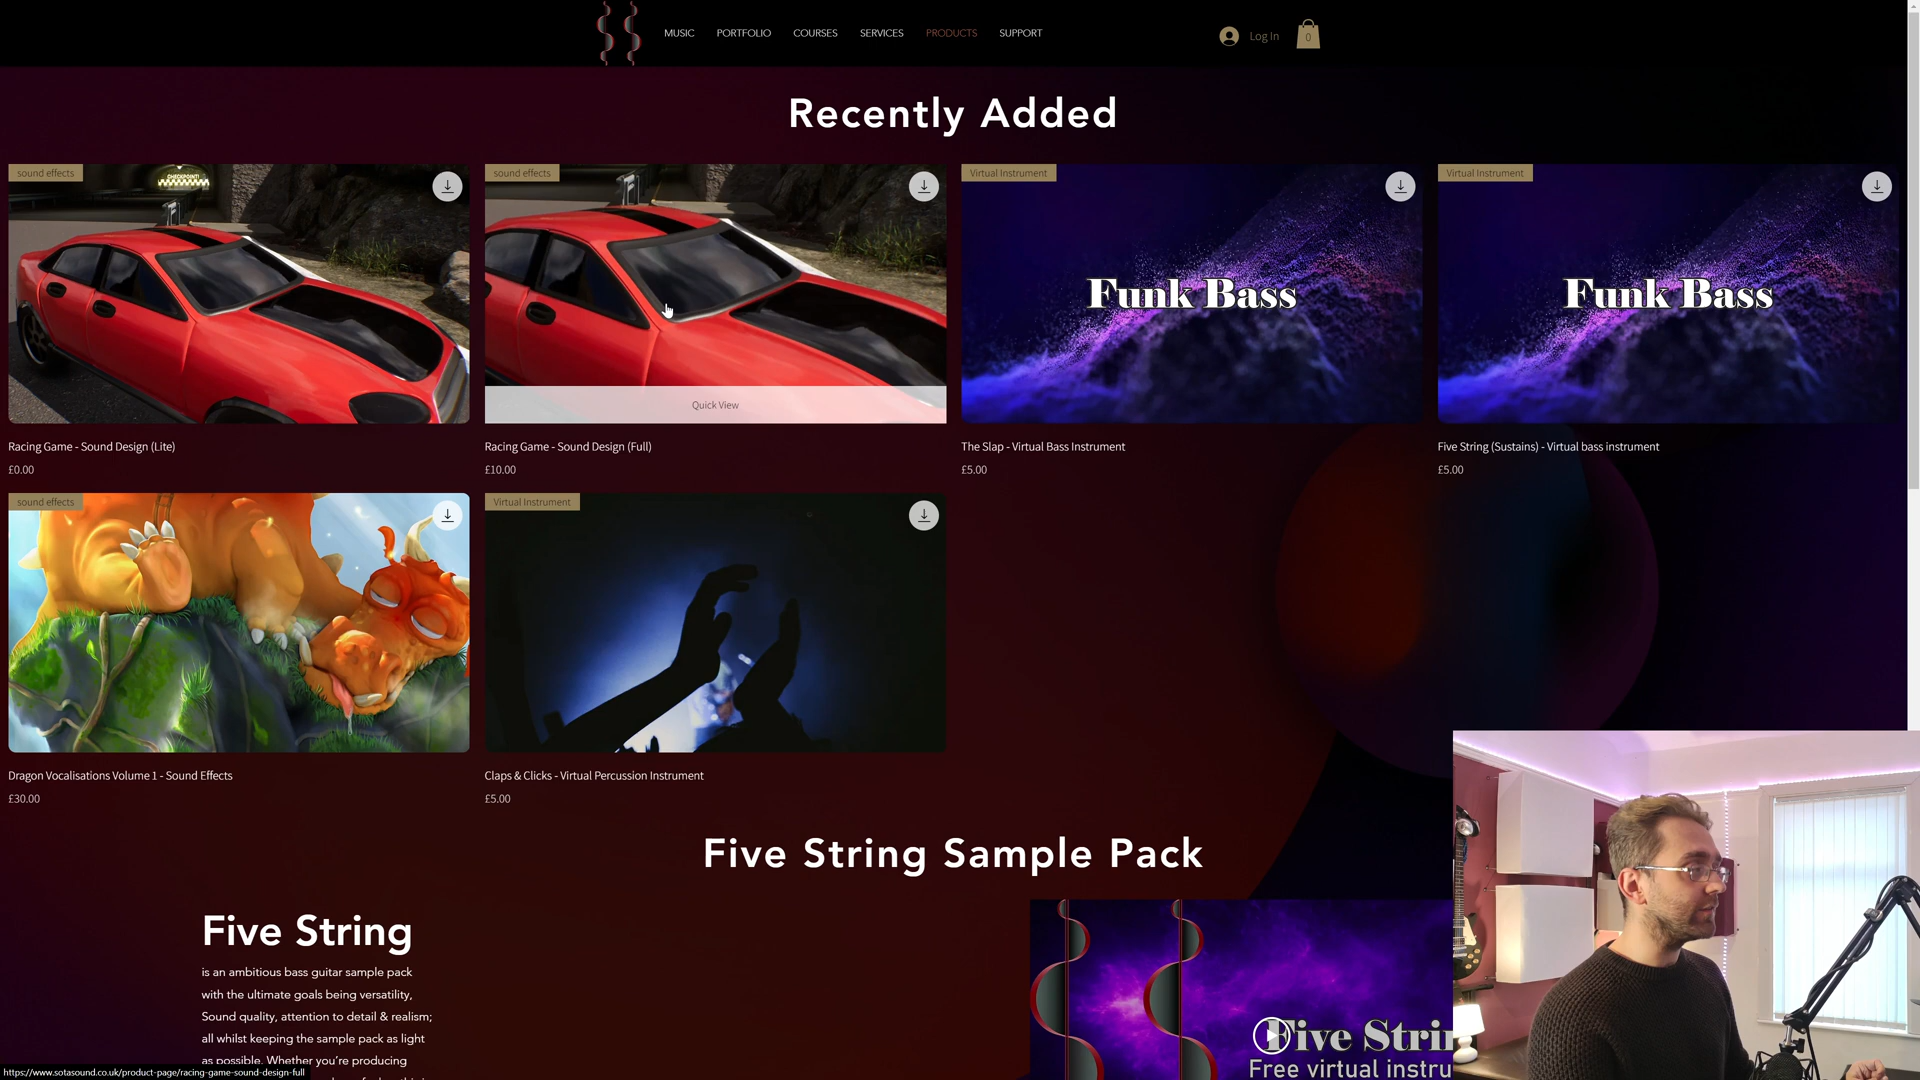 MUSIC PORTFOLIO COURSES SERVICES PRODUCTS SUPPORT Log In 0
Recently Added
sound effects
CHECKPOINT!
sound effects
Virtual Instrument
Funk Bass
Virtual Instrument
Funk Bass
Quick View
Racing Game - Sound Design (Lite)
£0.00
Racing Game - Sound Design (Full)
£10.00
The Slap - Virtual Bass Instrument
£5.00
Five String (Sustains) - Virtual bass instrument
£5.00
sound effects
Virtual Instrument
Dragon Vocalisations Volume 1 - Sound Effects
£30.00
Claps & Clicks - Virtual Percussion Instrument
£5.00
Five String Sample Pack
Five String
is an ambitious bass guitar sample pack
with the ultimate goals being versatility,
Sound quality, attention to detail & realism;
all whilst keeping the sample pack as light
as possible. Whether you're producing
Five Strin
Free virtual instru
https://www.sotasound.co.uk/product-page/racing-game-sound-design-full